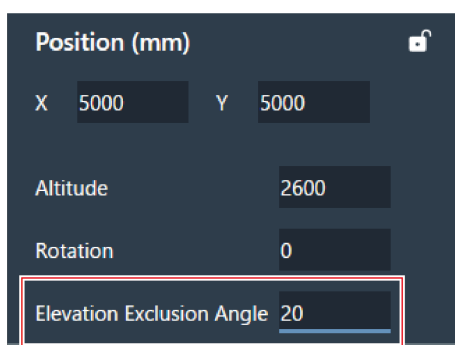 Position (mm)
X 5000 Y 5000
Altitude 2600
Rotation 0
Elevation Exclusion Angle 20